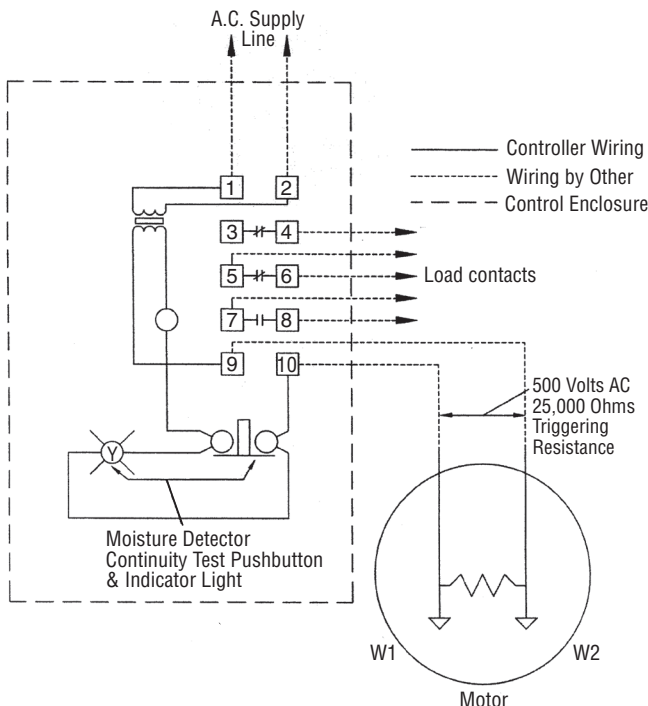 A.C. Supply
Line
Controller Wiring
Wiring by Other
Control Enclosure
1 2
3 4
5 6
Load contacts
7 8
9 10
500 Volts AC
25,000 Ohms
Triggering
Resistance
Y
Moisture Detector
Continuity Test Pushbutton
& Indicator Light
W1 W2
Motor